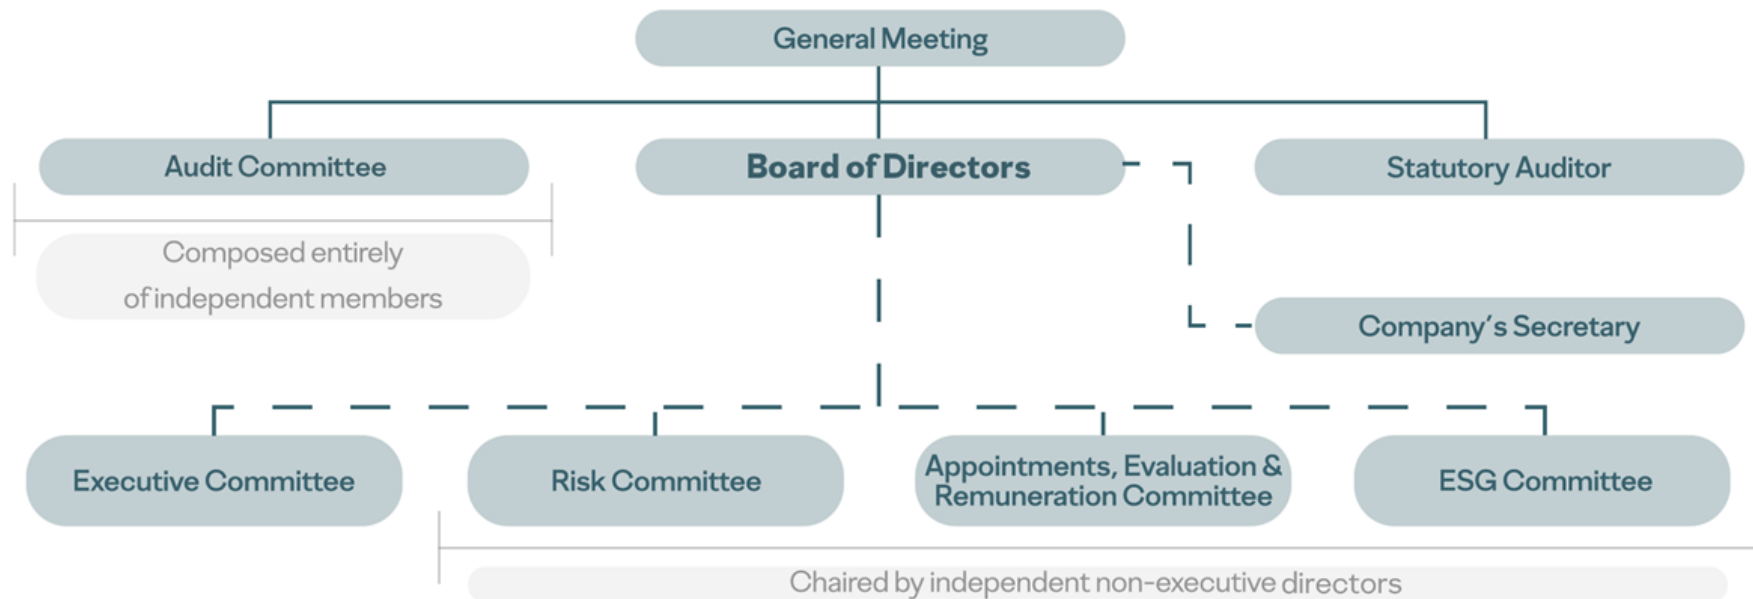 General Meeting
Audit Committee
Board of Directors
Statutory Auditor
Composed entirely
of independent members
Company´s Secretary
Executive Committee
Risk Committee
Appointments, Evaluation &
Remuneration Committee
ESG Committee
Chaired by independent non-executive directors